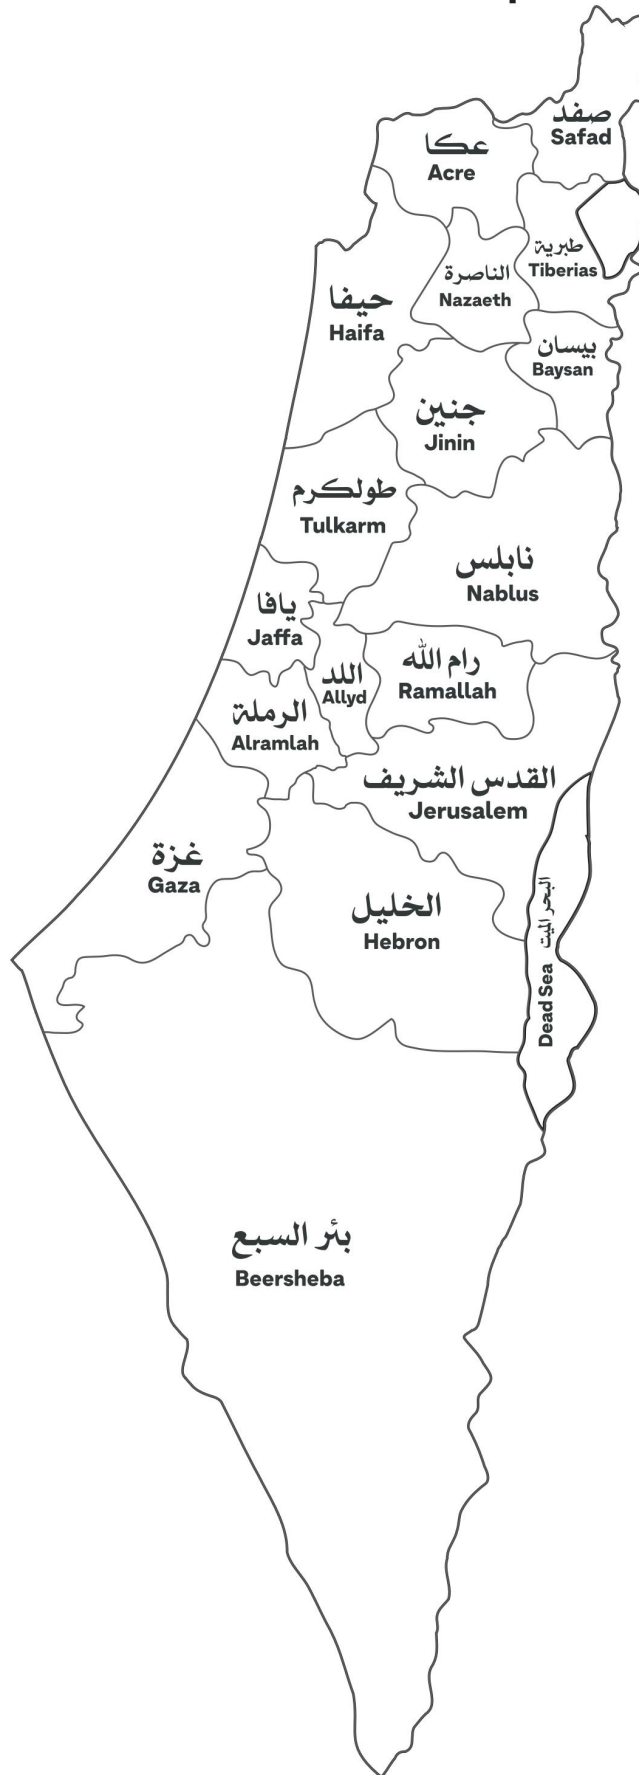 صفد
Safad
عكا
Acre
طبرية
Tiberias
الناصرة
Nazaeth
حيفا
Haifa
بيسان
Baysan
جنين
Jinin
طولكرم
Tulkarm
نابلس
Nablus
يافا
Jaffa
رام الله
Ramallah
اللد
Allyd
الرملة
Alramlah
القدس الشريف
Jerusalem
غزة
Gaza
الخليل
Hebron
البحر الميت
Dead Sea
بئر السبع
Beersheba